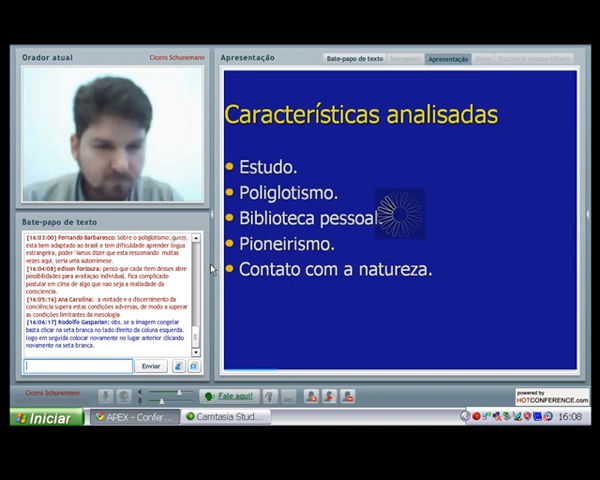 Orador atual
Cicero Schunemann
Apresentação
Bate-papo de texto
Navegador
Apresentação
Bate-papo de texto
[16:03:00] Fernando Barbaresco: Sobre o poliglotismo: quem
esta bem adaptado ao brasil e tem dificuldade aprender lingua
estrangeira, poder iamos dizer que esta ressomando muitas
vezes aqui, seria uma automimese.
[16:04:08] edison fontoura: penso que cada item desses abre
possibilidades para avaliaçao individual, fica complicado
postular em cima de algo que nao seja a realidade da
consciencia.
[16:05:16] Ana Carolina: a vontade e o discernimento da
conciência supera estas condições adversas, de modo a superar
as condições limitantes da mesologia
[16:06:17] Rodolfo Gasparian: obs. se a imagem congelar
basta clicar na seta branca no lado direito da coluna esquerda.
logo em seguida colocar novamente no lugar anterior clicando
novamente na seta branca.
Enviar
Características analisadas
Estudo.
Poliglotismo.
Biblioteca pessoal
Pioneirismo.
Contato com a natureza.
Cicero Schunemann
Fale aqui!
powered by
HOTCONFERENCE.com
Iniciar
APEX - Confer...
Camtasia Stud...
16:08